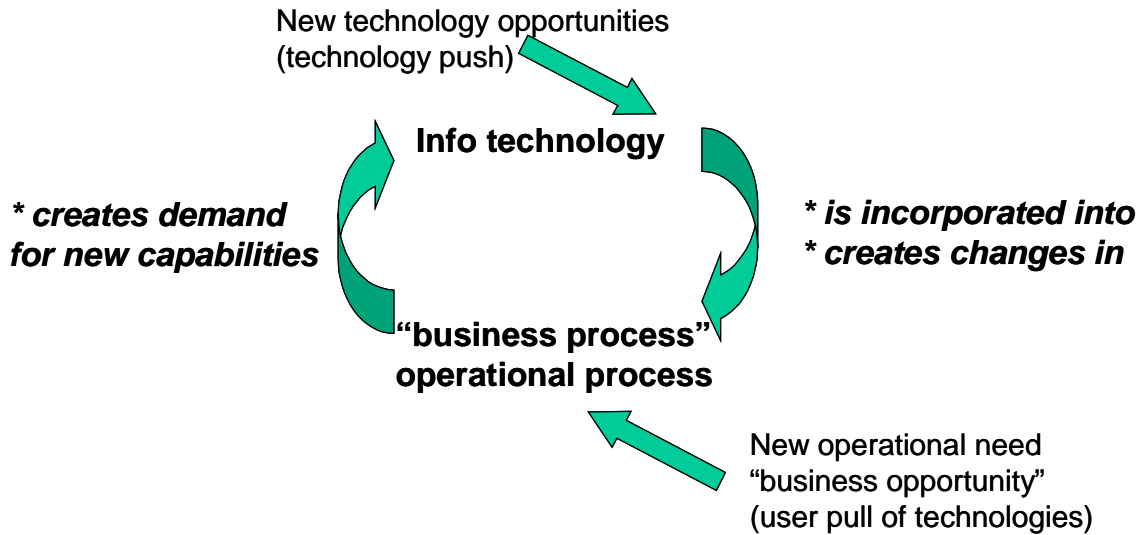 New technology opportunities
(technology push)
Info technology
* creates demand
for new capabilities
* is incorporated into
* creates changes in
“business process”
operational process
New operational need
“business opportunity”
(user pull of technologies)